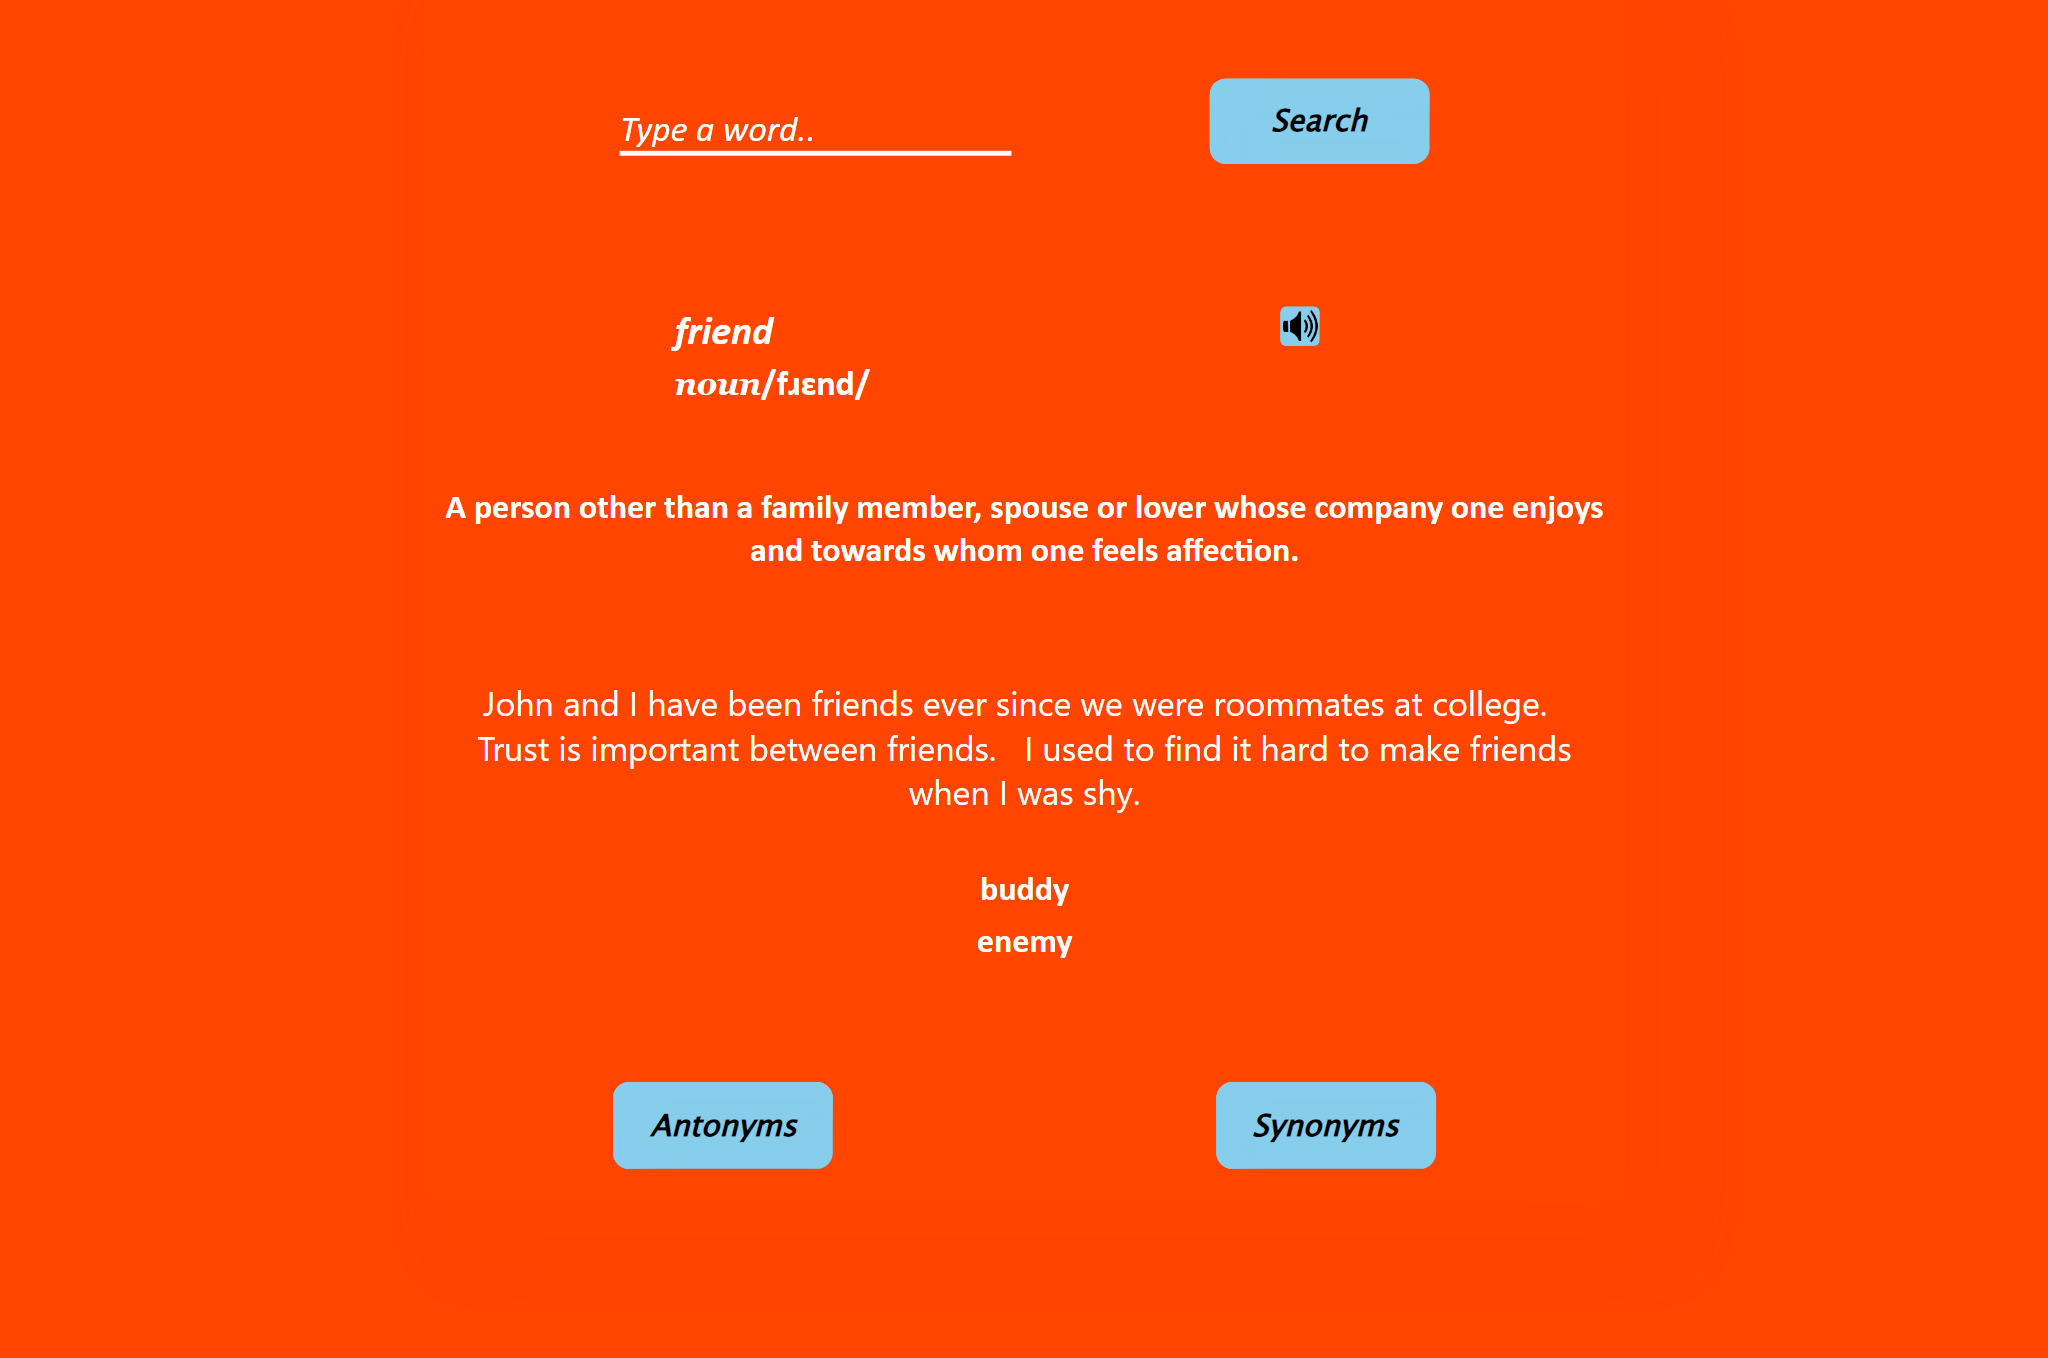 Type a word..
Search
friend
noun/fɹɛnd/
A person other than a family member, spouse or lover whose company one enjoys
and towards whom one feels affection.
John and I have been friends ever since we were roommates at college.
Trust is important between friends.   I used to find it hard to make friends
when I was shy.
buddy
enemy
Antonyms
Synonyms